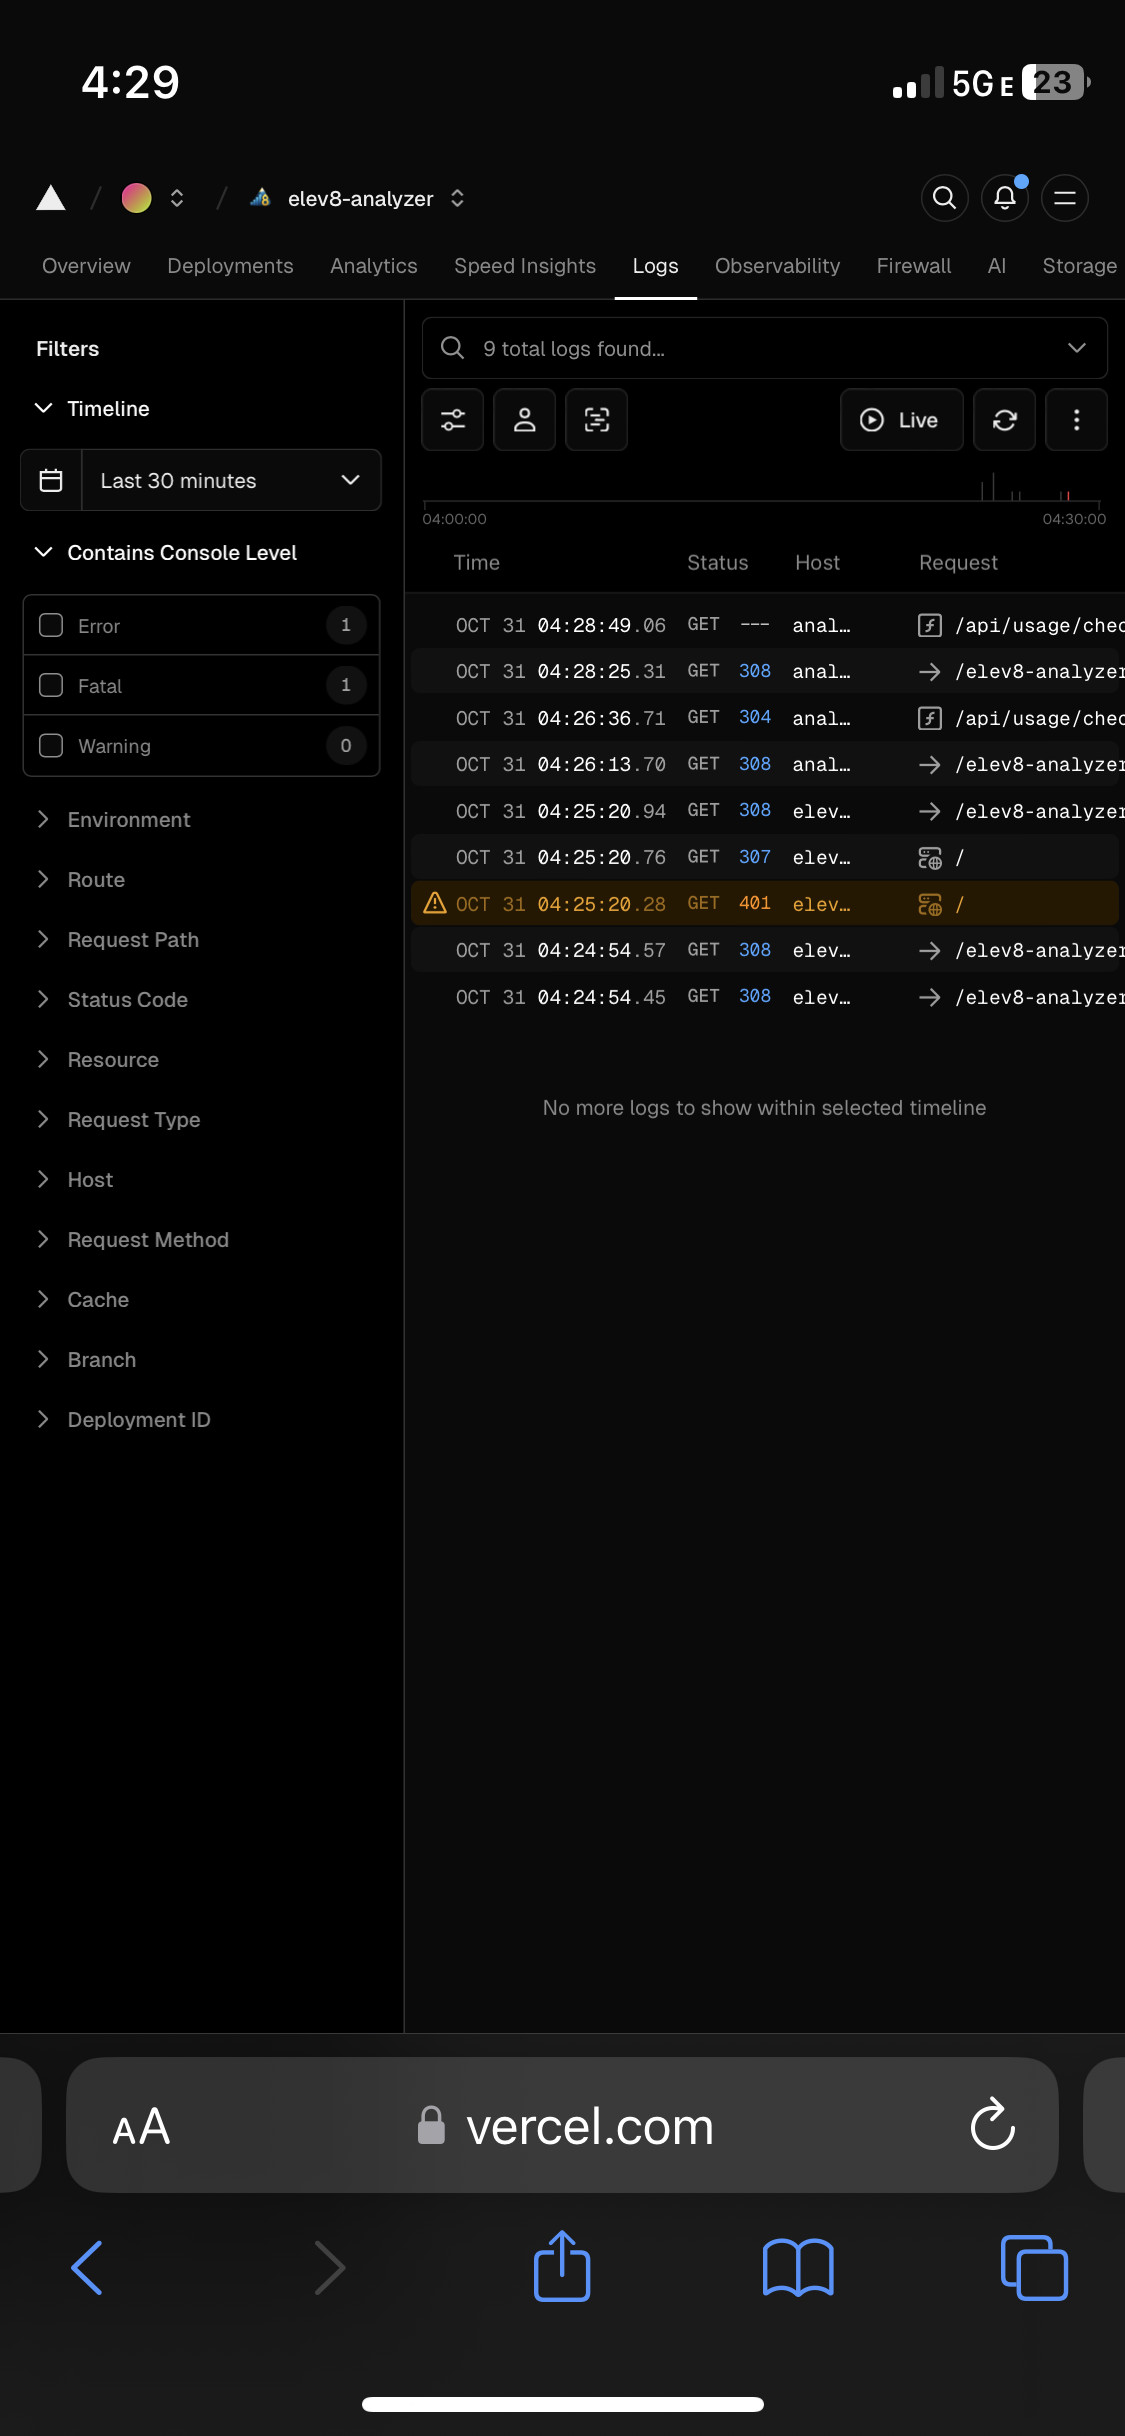 4:29
5G E 23
elev8-analyzer
Overview Deployments Analytics Speed Insights Logs Observability Firewall AI Storage
Filters
Timeline
Last 30 minutes
Contains Console Level
Error 1
Fatal 1
Warning 0
Environment
Route
Request Path
Status Code
Resource
Request Type
Host
Request Method
Cache
Branch
Deployment ID
9 total logs found...
Live
04:00:00 04:30:00
Time Status Host Request
OCT 31 04:28:49.06 GET --- anal… /api/usage/chec
OCT 31 04:28:25.31 GET 308 anal… /elev8-analyzer
OCT 31 04:26:36.71 GET 304 anal… /api/usage/chec
OCT 31 04:26:13.70 GET 308 anal… /elev8-analyzer
OCT 31 04:25:20.94 GET 308 elev… /elev8-analyzer
OCT 31 04:25:20.76 GET 307 elev… /
OCT 31 04:25:20.28 GET 401 elev… /
OCT 31 04:24:54.57 GET 308 elev… /elev8-analyzer
OCT 31 04:24:54.45 GET 308 elev… /elev8-analyzer
No more logs to show within selected timeline
AA vercel.com